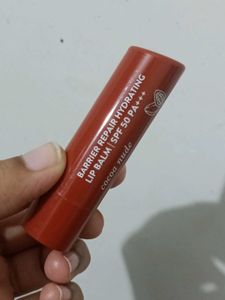 BARRIER REPAIR HYDRATING
LIP BALM | SPF 50 PA+++
cocoa nude